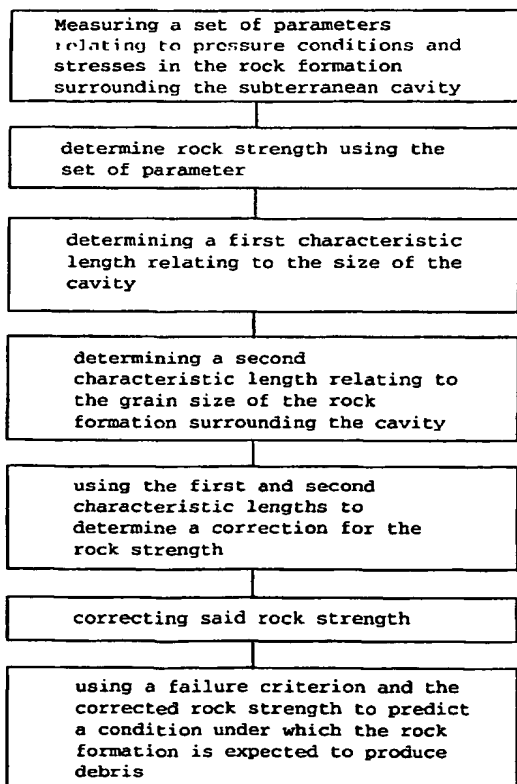 Measuring a set of parameters
relating to pressure conditions and
stresses in the rock formation
surrounding the subterranean cavity
determine rock strength using the
set of parameter
determining a first characteristic
length relating to the size of the
cavity
determining a second
characteristic length relating to
the grain size of the rock
formation surrounding the cavity
using the first and second
characteristic lengths to
determine a correction for the
rock strength
correcting said rock strength
using a failure criterion and the
corrected rock strength to predict
a condition under which the rock
formation is expected to produce
debris